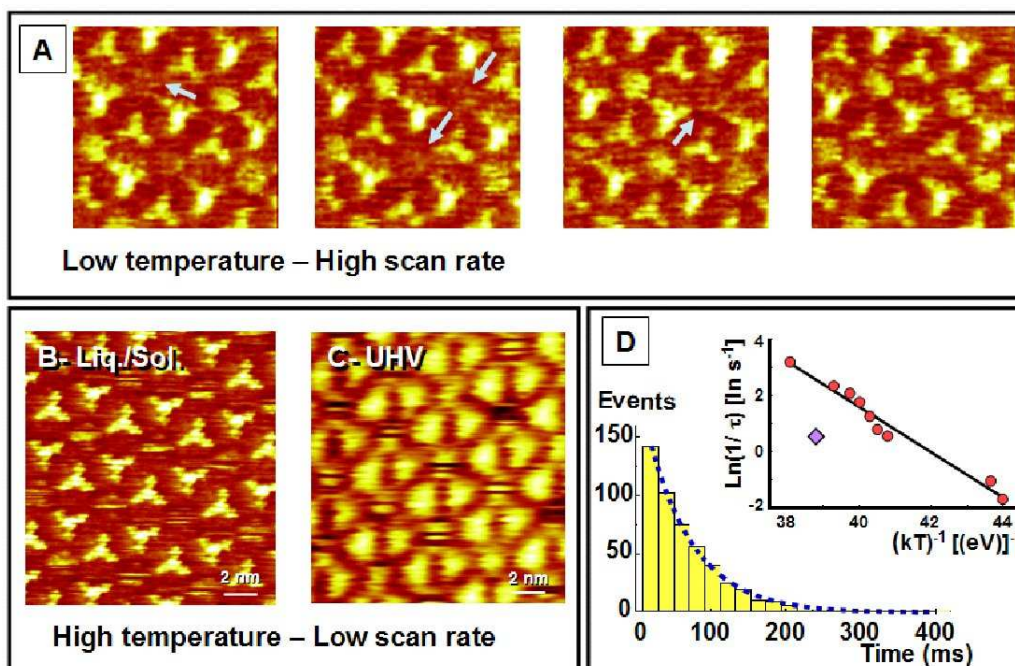 A
Low temperature – High scan rate
B- Liq./Sol.
2 nm
C- UHV
2 nm
High temperature – Low scan rate
D
Events
150
100
50
0
0 100 200 300 400
Time (ms)
Ln(1/ τ) [ln s⁻¹]
4
2
0
-2
38 40 42 44
(kT)⁻¹ [(eV)]⁻